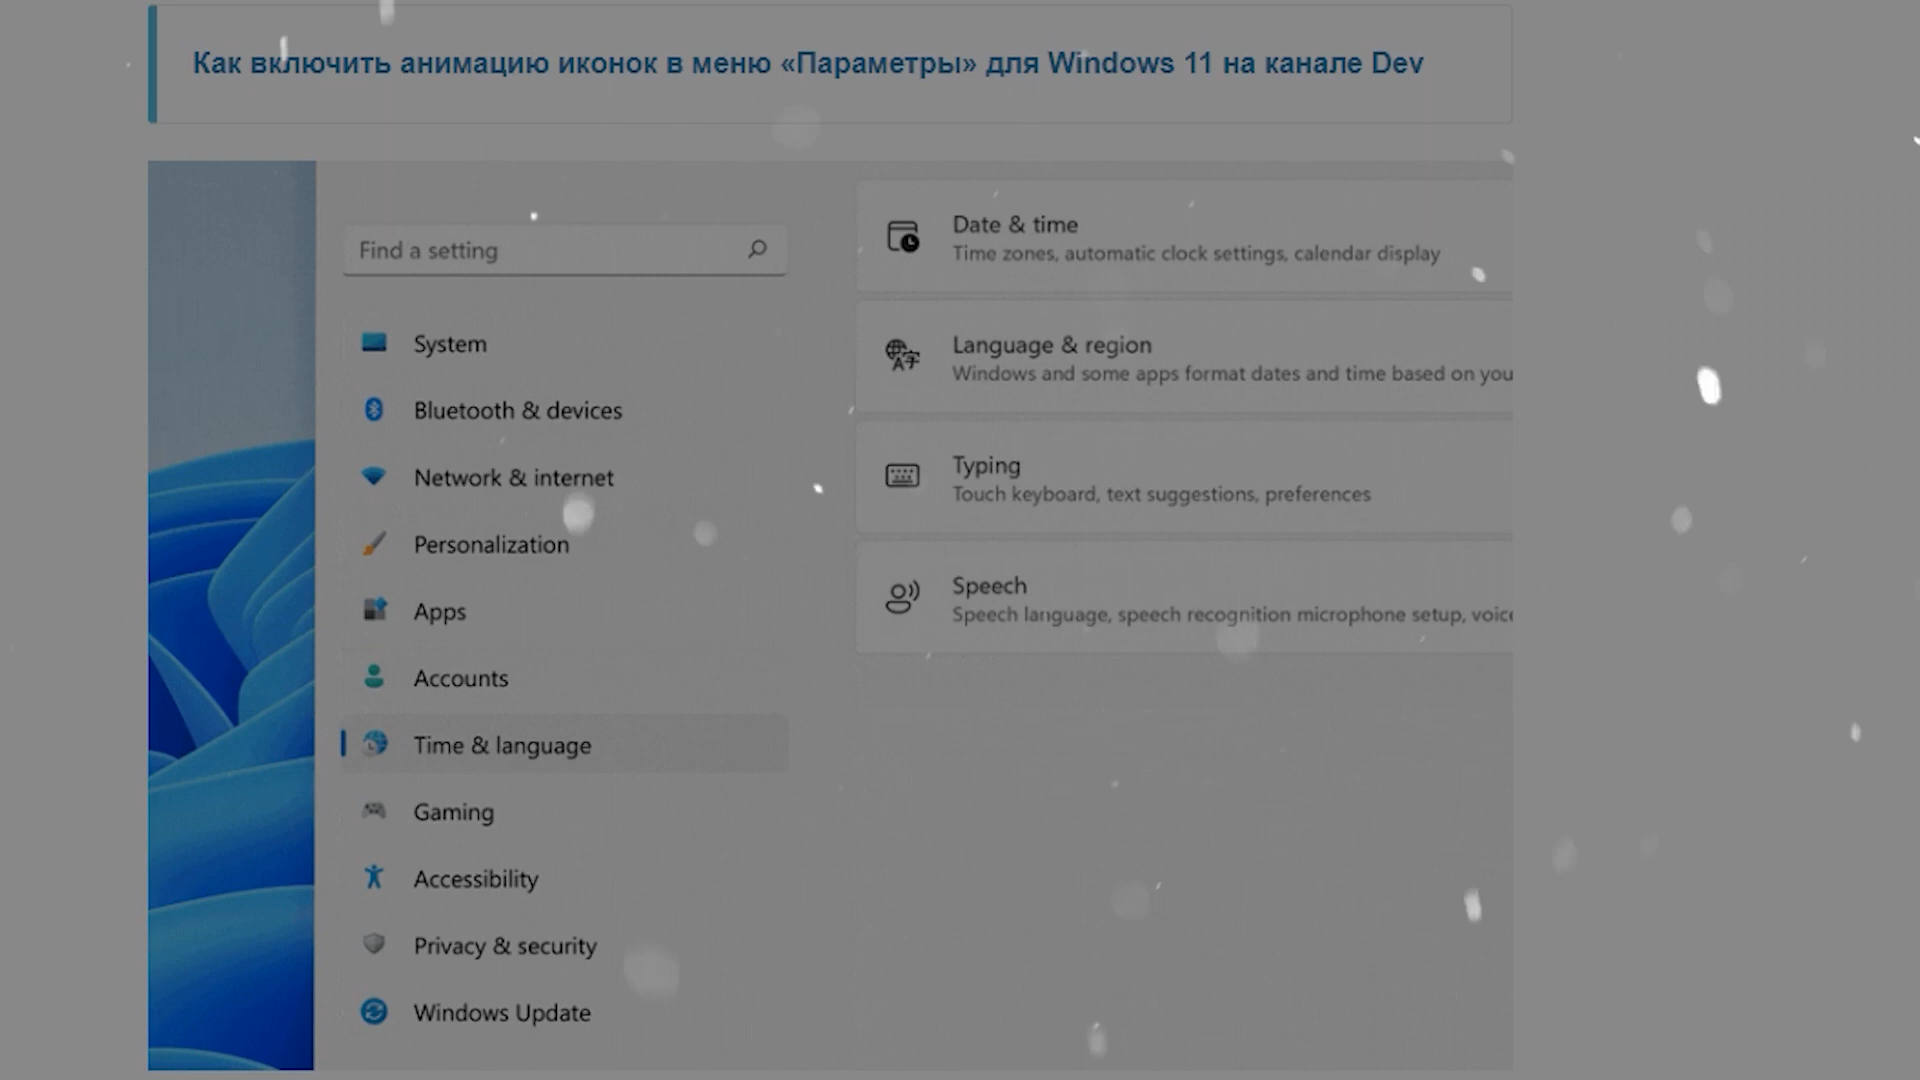 Как включить анимацию иконок в меню «Параметры» для Windows 11 на канале Dev
Find a setting
System
Bluetooth & devices
Network & internet
Personalization
Apps
Accounts
Time & language
Gaming
Accessibility
Privacy & security
Windows Update
Date & time
Time zones, automatic clock settings, calendar display
Language & region
Windows and some apps format dates and time based on you
Typing
Touch keyboard, text suggestions, preferences
Speech
Speech language, speech recognition microphone setup, voice